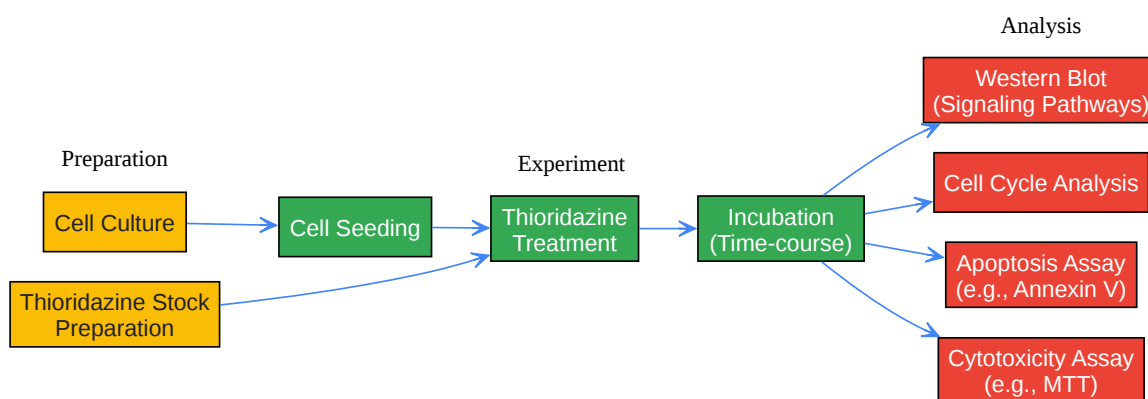 Preparation
Cell Culture
Thioridazine Stock
Preparation
Cell Seeding
Experiment
Thioridazine
Treatment
Incubation
(Time-course)
Analysis
Western Blot
(Signaling Pathways)
Cell Cycle Analysis
Apoptosis Assay
(e.g., Annexin V)
Cytotoxicity Assay
(e.g., MTT)